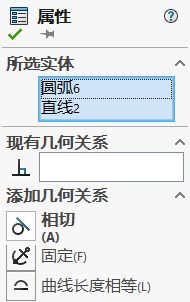 属性
所选实体
圆弧6
直线2
现有几何关系
添加几何关系
相切
(A)
固定(F)
曲线长度相等(L)